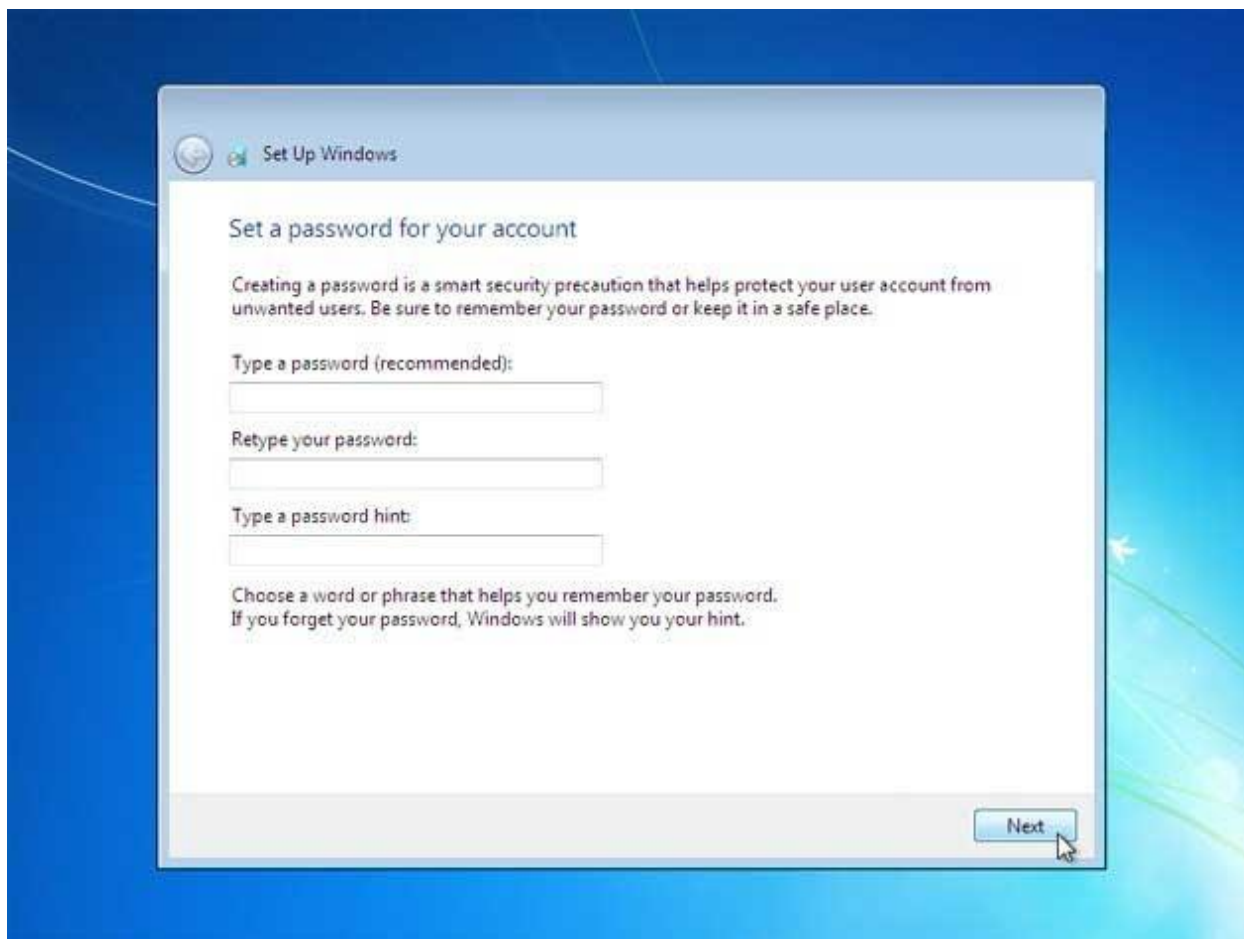 Set Up Windows
Set a password for your account
Creating a password is a smart security precaution that helps protect your user account from
unwanted users. Be sure to remember your password or keep it in a safe place.
Type a password (recommended):
Retype your password:
Type a password hint:
Choose a word or phrase that helps you remember your password.
If you forget your password, Windows will show you your hint.
Next